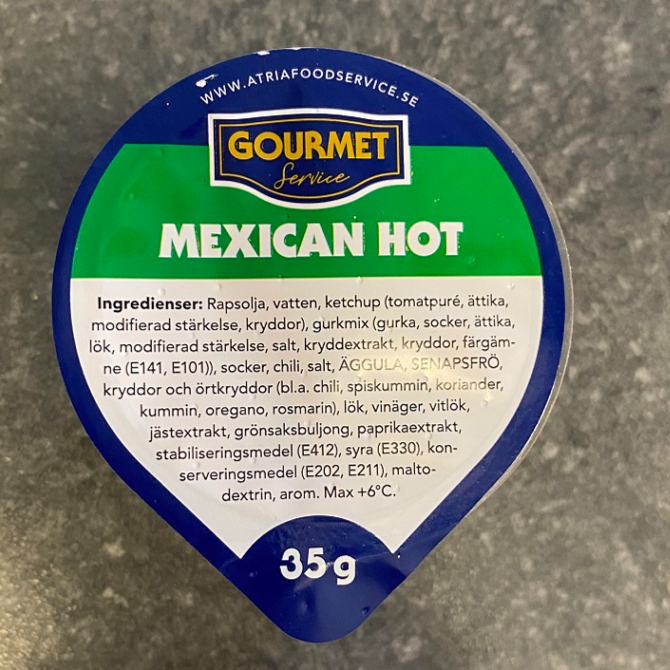 WWW.ATRIAFOODSERVICE.SE
GOURMET
Service
MEXICAN HOT
Ingredienser: Rapsolja, vatten, ketchup (tomatpuré, ättika,
modifierad stärkelse, kryddor), gurkmix (gurka, socker, ättika,
lök, modifierad stärkelse, salt, kryddextrakt, kryddor, färgäm-
ne (E141, E101)), socker, chili, salt, ÄGGULA, SENAPSFRÖ,
kryddor och örtkryddor (bl.a. chili, spiskummin, koriander,
kummin, oregano, rosmarin), lök, vinäger, vitlök,
jästextrakt, grönsaksbuljong, paprikaextrakt,
stabiliseringsmedel (E412), syra (E330), kon-
serveringsmedel (E202, E211), malto-
dextrin, arom. Max +6°C.
35 g